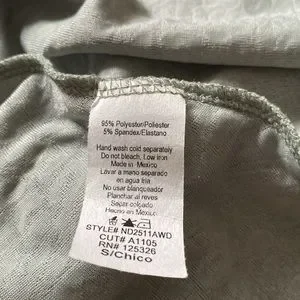 95% Polyester/Poliester
5% Spandex/Elastano
Hand wash cold separately
Do not bleach, Low iron
Made in Mexico
Lavar a mano separado
en agua fria
No usar blanqueador
Planchar al reves
Secar colgado
Hecho en Mexico
STYLE# ND2511AWD
CUT# A1105
RN# 125326
S/Chico